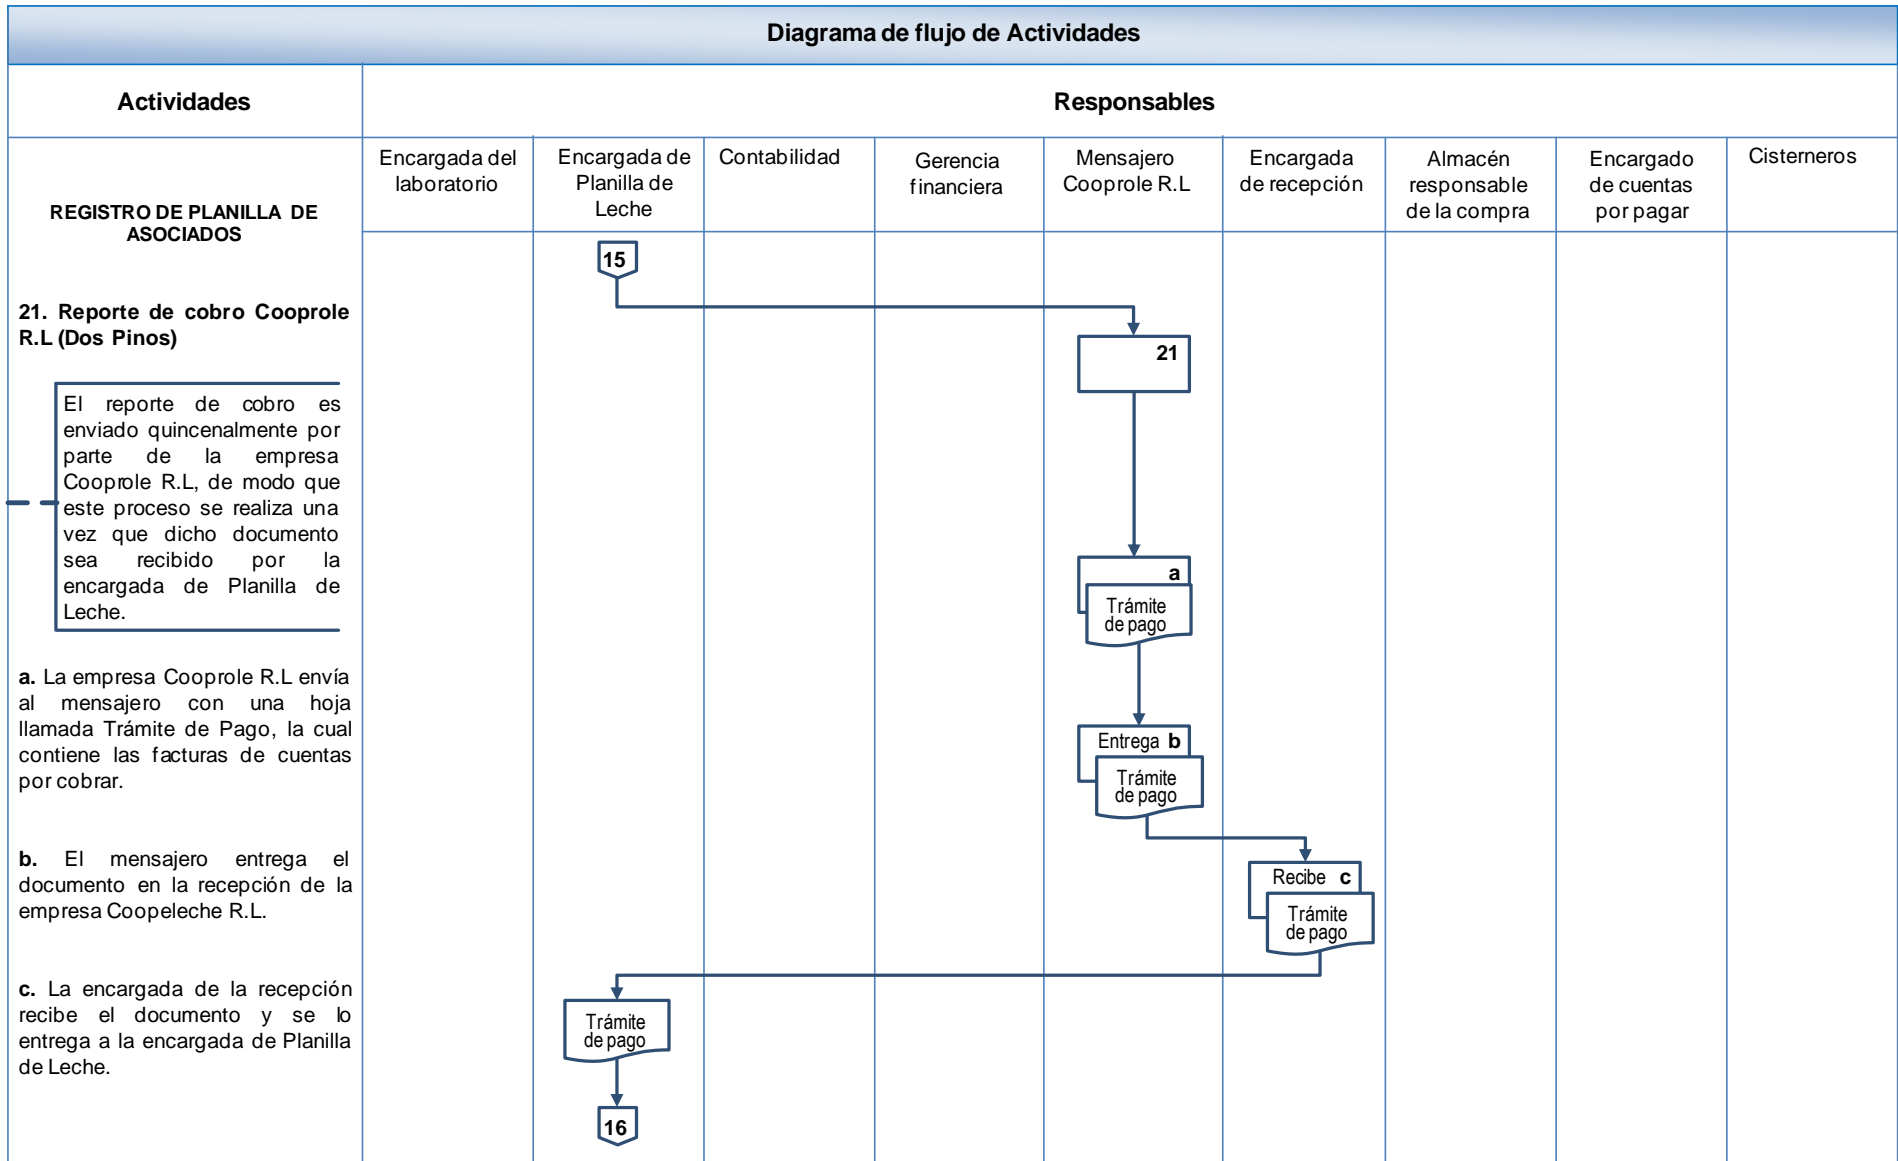 Diagrama de flujo de Actividades
Actividades
Responsables
REGISTRO DE PLANILLA DE
ASOCIADOS
Encargada del
laboratorio
Encargada de
Planilla de
Leche
Contabilidad
Gerencia
financiera
Mensajero
Cooprole R.L
Encargada
de recepción
Almacén
responsable
de la compra
Encargado
de cuentas
por pagar
Cisterneros
21. Reporte de cobro Cooprole
R.L (Dos Pinos)
El reporte de cobro es
enviado quincenalmente por
parte de la empresa
Cooprole R.L, de modo que
este proceso se realiza una
vez que dicho documento
sea recibido por la
encargada de Planilla de
Leche.
a. La empresa Cooprole R.L envía
al mensajero con una hoja
llamada Trámite de Pago, la cual
contiene las facturas de cuentas
por cobrar.
b. El mensajero entrega el
documento en la recepción de la
empresa Coopeleche R.L.
c. La encargada de la recepción
recibe el documento y se lo
entrega a la encargada de Planilla
de Leche.
15
21
a
Trámite
de pago
Entrega b
Trámite
de pago
Recibe c
Trámite
de pago
Trámite
de pago
16